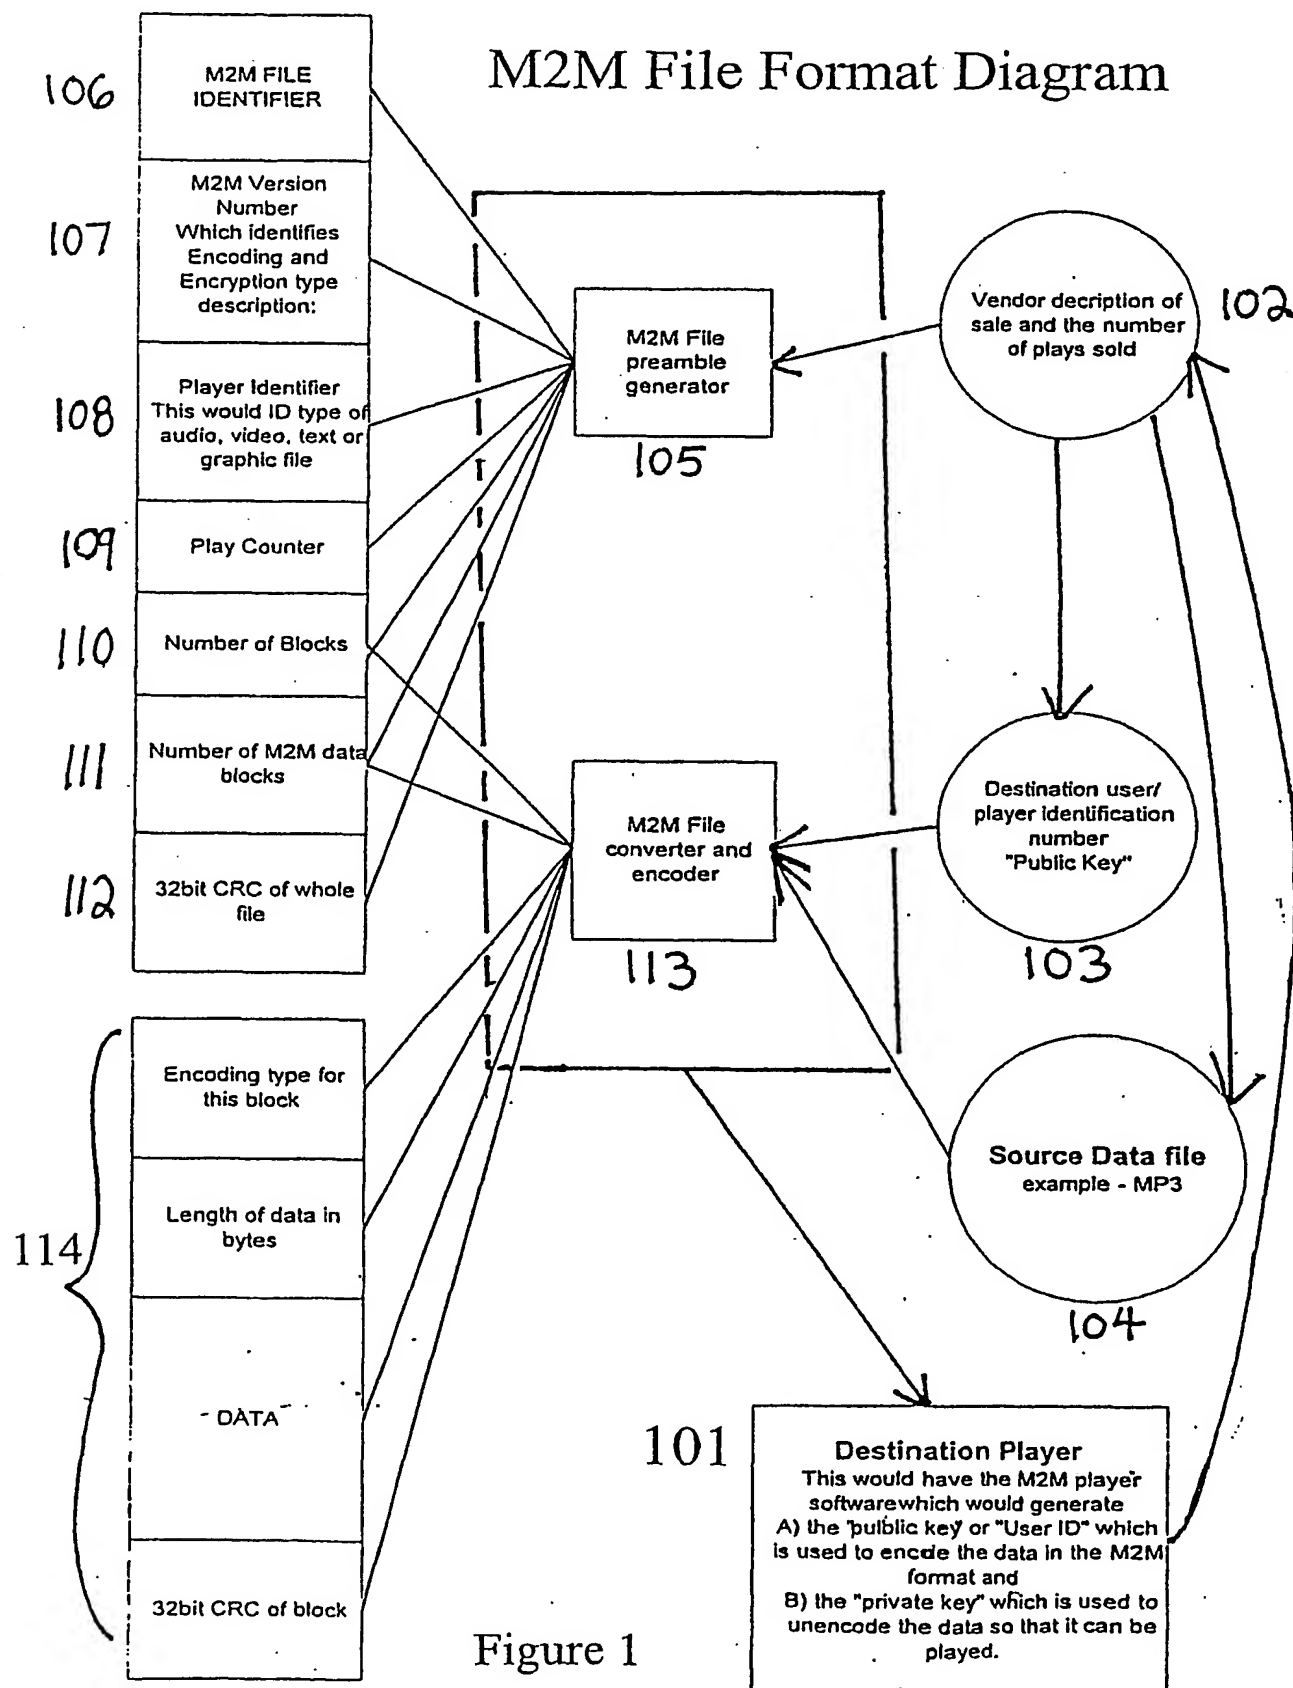 M2M File Format Diagram
106
M2M FILE
IDENTIFIER
107
M2M Version
Number
Which identifies
Encoding and
Encryption type
description:
108
Player Identifier
This would ID type of
audio, video, text or
graphic file
109
Play Counter
110
Number of Blocks
111
Number of M2M data
blocks
112
32bit CRC of whole
file
114
Encoding type for
this block
Length of data in
bytes
DATA
32bit CRC of block
M2M File
preamble
generator
105
M2M File
converter and
encoder
113
Vendor decription of
sale and the number
of plays sold
102
Destination user/
player identification
number
"Public Key"
103
Source Data file
example - MP3
104
101
Destination Player
This would have the M2M player
softwarewhich would generate
A) the "pulblic key or "User ID" which
is used to encode the data in the M2M
format and
B) the "private key" which is used to
unencode the data so that it can be
played.
Figure 1